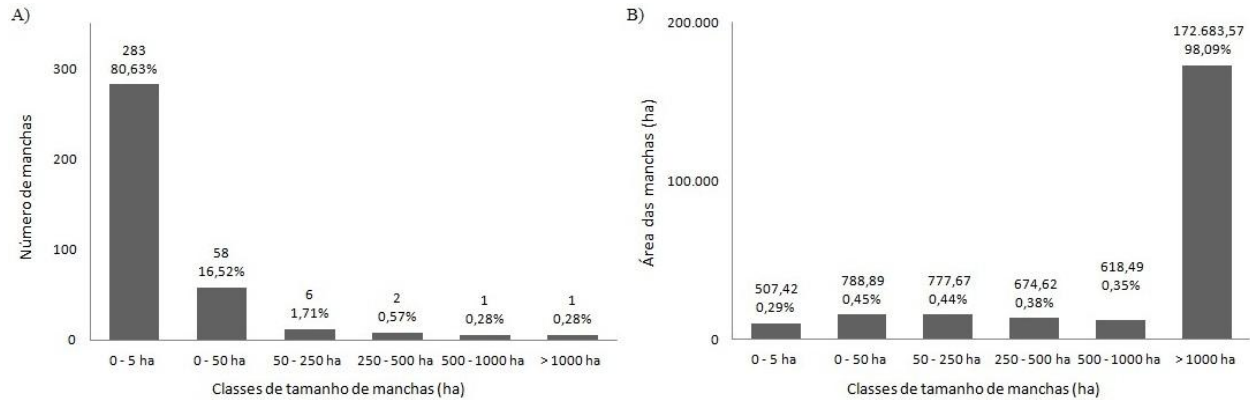 A)
Número de manchas
300
200
100
0
283
80,63%
58
16,52%
6
1,71%
2
0,57%
1
0,28%
1
0,28%
0 - 5 ha
0 - 50 ha
50 - 250 ha
250 - 500 ha
500 - 1000 ha
> 1000 ha
Classes de tamanho de manchas (ha)
B)
Área das manchas (ha)
200.000
100.000
0
507,42
0,29%
788,89
0,45%
777,67
0,44%
674,62
0,38%
618,49
0,35%
172.683,57
98,09%
0 - 5 ha
0 - 50 ha
50 - 250 ha
250 - 500 ha
500 - 1000 ha
> 1000 ha
Classes de tamanho de manchas (ha)